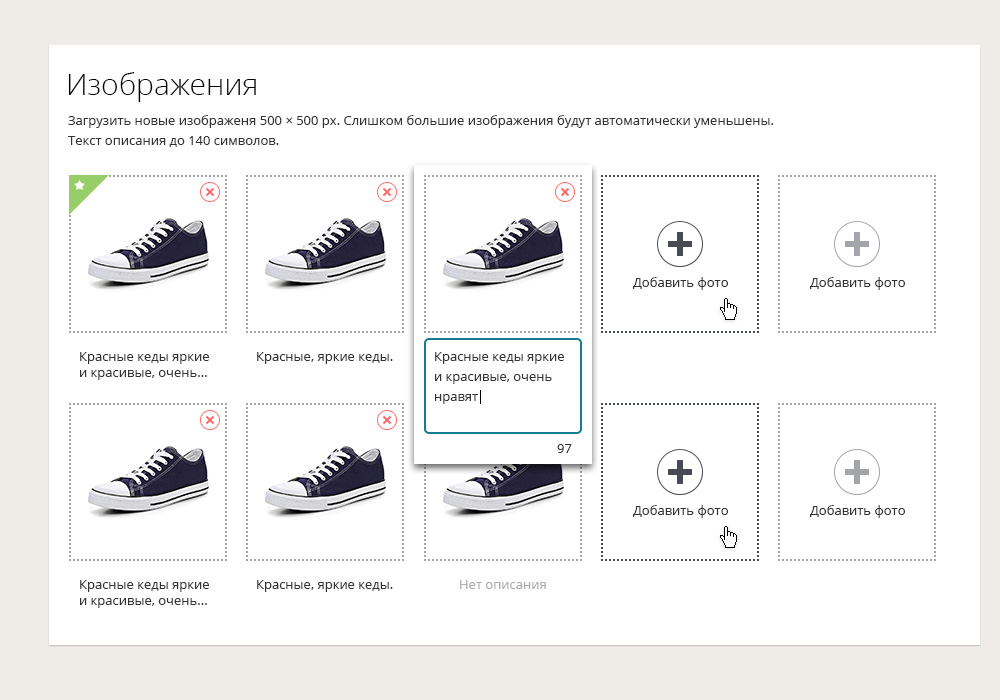 Изображения
Загрузить новые изображеня 500 × 500 px. Слишком большие изображения будут автоматически уменьшены.
Текст описания до 140 символов.
Добавить фото
Добавить фото
Красные кеды яркие
и красивые, очень...
Красные, яркие кеды.
Красные кеды яркие
и красивые, очень
нравят
97
Добавить фото
Добавить фото
Красные кеды яркие
и красивые, очень...
Красные, яркие кеды.
Нет описания